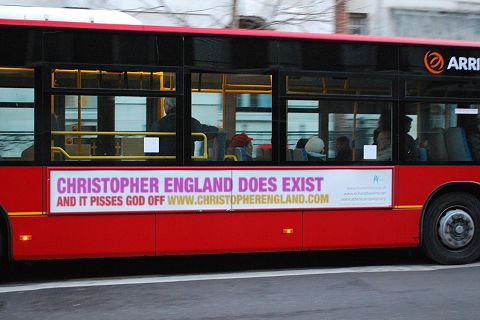 ARRI
CHRISTOPHER ENGLAND DOES EXIST
AND IT PISSES GOD OFF WWW.CHRISTOPHERENGLAND.COM